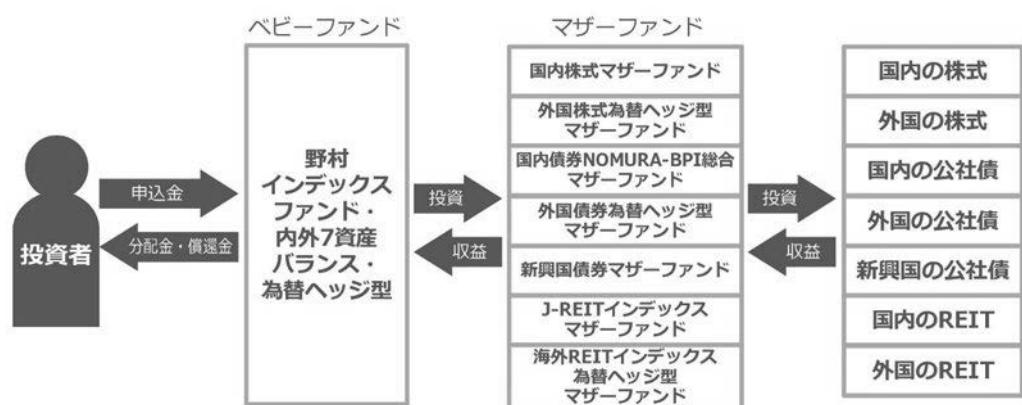 ベビーファンド
マザーファンド
投資者
申込金
分配金・償還金
野村
インデックス
ファンド・
内外7資産
バランス・
為替ヘッジ型
投資
収益
国内株式マザーファンド
外国株式為替ヘッジ型
マザーファンド
国内債券NOMURA-BPI総合
マザーファンド
外国債券為替ヘッジ型
マザーファンド
新興国債券マザーファンド
J-REITインデックス
マザーファンド
海外REITインデックス
為替ヘッジ型
マザーファンド
投資
収益
国内の株式
外国の株式
国内の公社債
外国の公社債
新興国の公社債
国内のREIT
外国のREIT